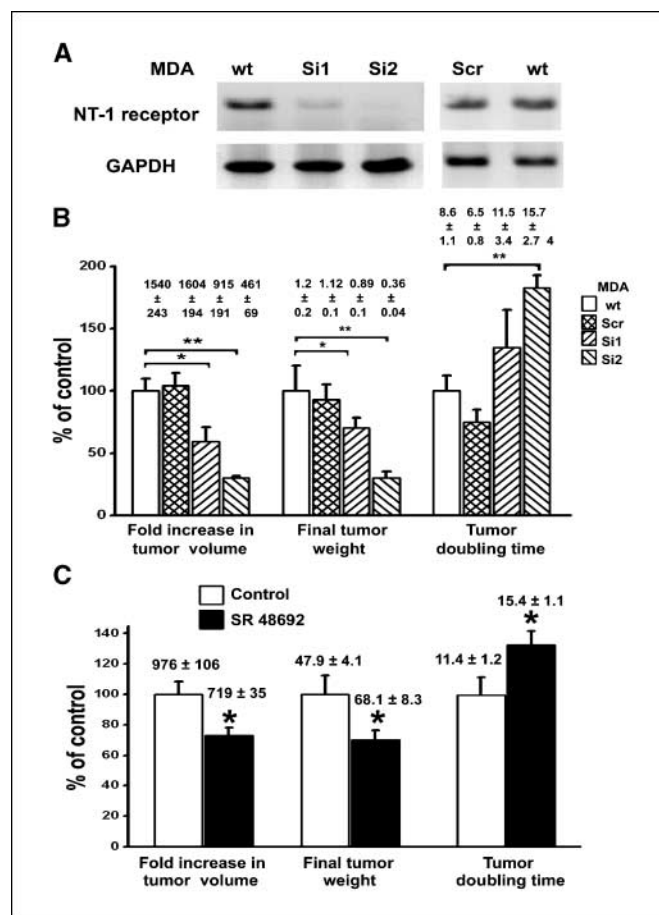 A
MDA wt Si1 Si2 Scr wt
NT-1 receptor
GAPDH
B
8.6 6.5 11.5 15.7
± ± ± ±
1.1 0.8 3.4 2.7 4
1540 1604 915 461
± ± ± ±
243 194 191 69
1.2 1.12 0.89 0.36
± ± ± ±
0.2 0.1 0.1 0.04
**
*
**
*
**
MDA
wt
Scr
Si1
Si2
% of control
200
150
100
50
0
Fold increase in
tumor volume
Final tumor
weight
Tumor
doubling time
C
Control
SR 48692
% of control
140
120
100
80
60
40
20
0
976 ± 106
719 ± 35
*
47.9 ± 4.1
68.1 ± 8.3
*
11.4 ± 1.2
15.4 ± 1.1
*
Fold increase in
tumor volume
Final tumor
weight
Tumor
doubling time